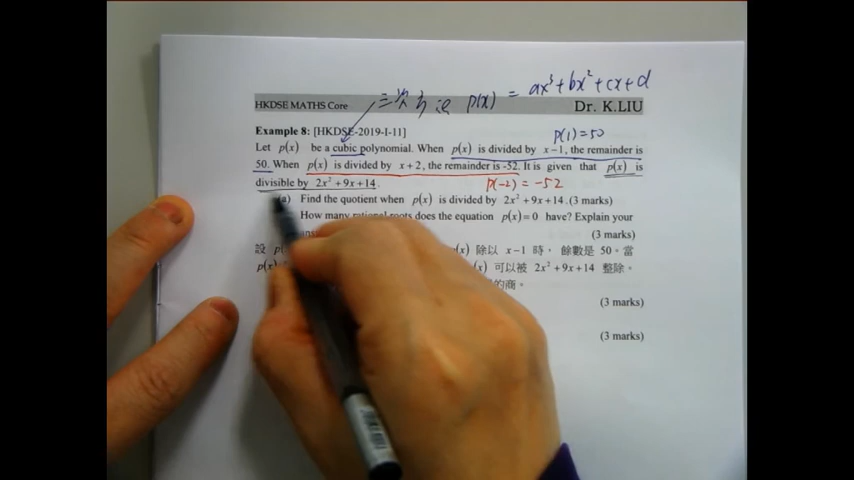 三次多項 p(x) = ax³+bx²+cx+d
HKDSE MATHS Core Dr. K.LIU
Example 8: [HKDSE-2019-I-11] p(1)=50
Let p(x) be a cubic polynomial. When p(x) is divided by x−1, the remainder is
50. When p(x) is divided by x+2, the remainder is -52. It is given that p(x) is
divisible by 2x²+9x+14. p(-2) = -52
(a) Find the quotient when p(x) is divided by 2x²+9x+14. (3 marks)
How many rational roots does the equation p(x)=0 have? Explain your
(3 marks)
設 p(x) 除以 x−1 時，餘數是 50。當
p(x) 可以被 2x²+9x+14 整除。
的商。
(3 marks)
(3 marks)